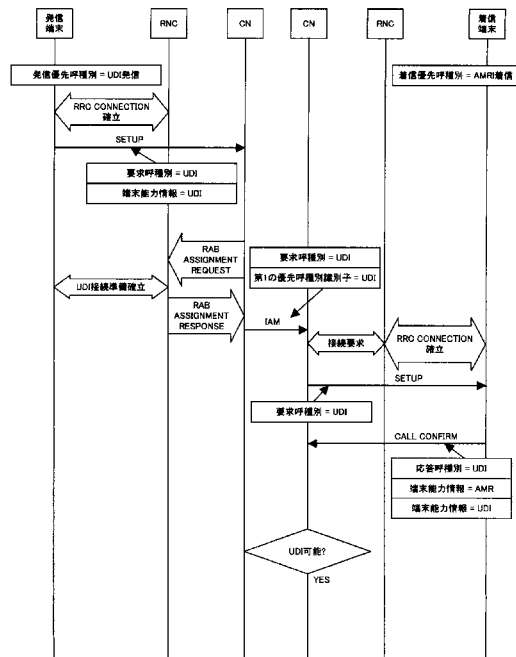 発信
端末
RNC
CN
CN
RNC
着信
端末
発信優先呼種別 = UDI発信
着信優先呼種別 = AMR着信
RRC CONNECTION
確立
SETUP
要求呼種別 = UDI
端末能力情報 = UDI
RAB
ASSIGNMENT
REQUEST
要求呼種別 = UDI
第1の優先呼種別識別子 = UDI
UDI接続準備確立
RAB
ASSIGNMENT
RESPONSE
IAM
接続要求
RRC CONNECTION
確立
SETUP
要求呼種別 = UDI
CALL CONFIRM
応答呼種別 = UDI
端末能力情報 = AMR
端末能力情報 = UDI
UDI可能?
YES